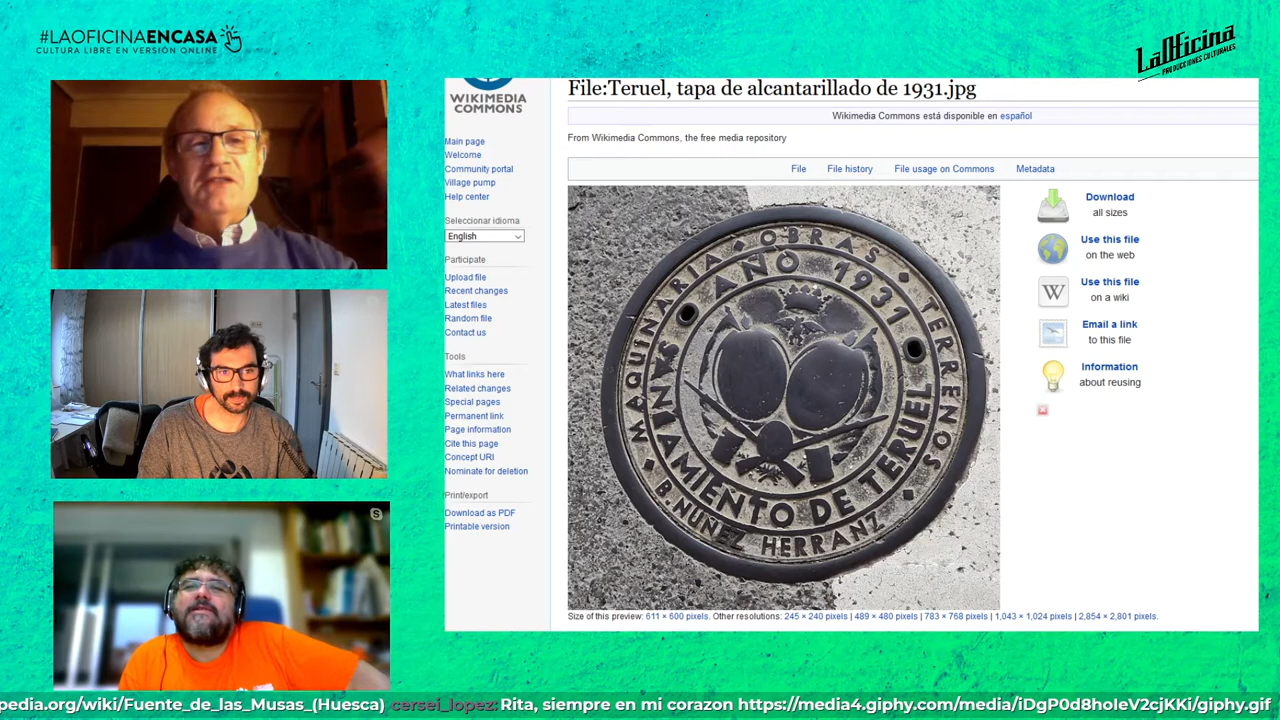 #LAOFICINAENCASA
CULTURA LIBRE EN VERSIÓN ONLINE
LaOficina
PRODUCCIONES CULTURALES
WIKIMEDIA
COMMONS
Main page
Welcome
Community portal
Village pump
Help center
Seleccionar idioma
English
Participate
Upload file
Recent changes
Latest files
Random file
Contact us
Tools
What links here
Related changes
Special pages
Permanent link
Page information
Cite this page
Concept URI
Nominate for deletion
Print/export
Download as PDF
Printable version
File:Teruel, tapa de alcantarillado de 1931.jpg
Wikimedia Commons está disponible en español
From Wikimedia Commons, the free media repository
File File history File usage on Commons Metadata
MAQUINARIA OBRAS TERRENOS
AÑO 1931
SANIAMIENTO DE TERUEL
B. NUÑEZ HERRANZ
Download
all sizes
Use this file
on the web
W
Use this file
on a wiki
Email a link
to this file
Information
about reusing
Size of this preview: 611 × 600 pixels. Other resolutions: 245 × 240 pixels | 489 × 480 pixels | 783 × 768 pixels | 1,043 × 1,024 pixels | 2,854 × 2,801 pixels.
pedia.org/wiki/Fuente_de_las_Musas_(Huesca) cersei_lopez: Rita, siempre en mi corazon https://media4.giphy.com/media/iDgP0d8hoIeV2cjKKi/giphy.gif